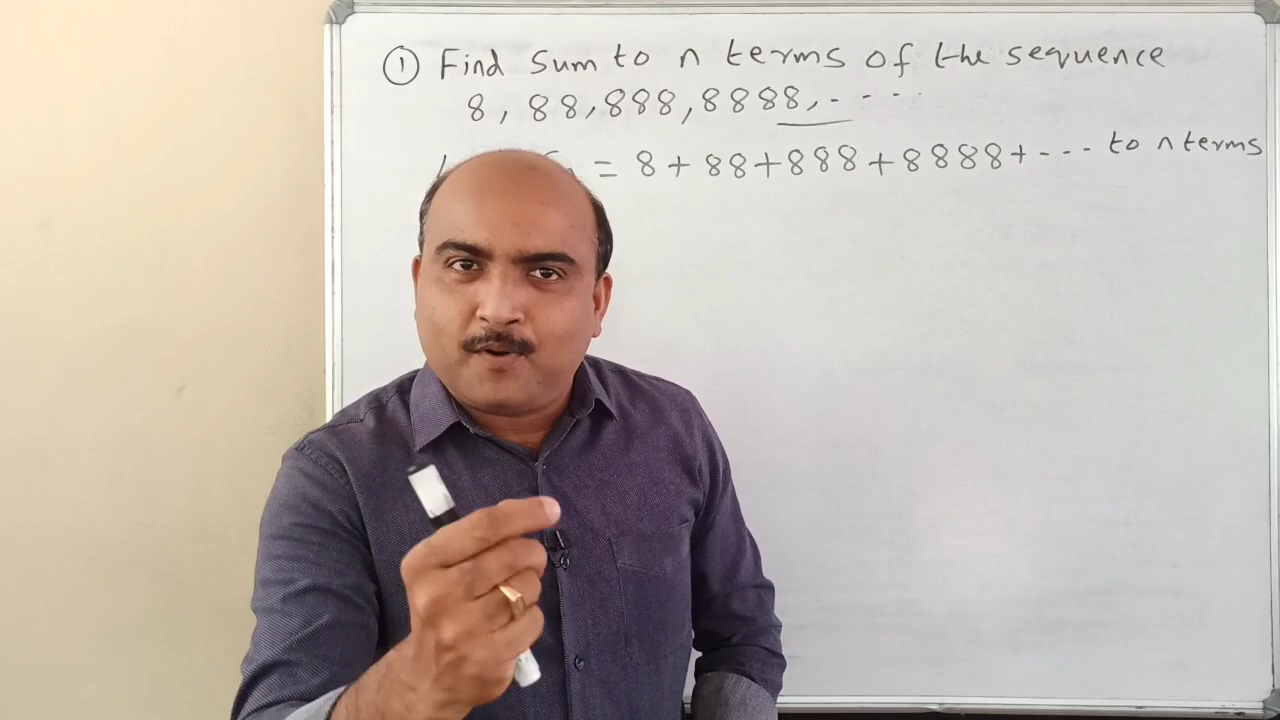 ① Find Sum to n terms of the sequence
8, 88, 888, 8888, - - - -
= 8 + 88 + 888 + 8888 + - - - to n terms